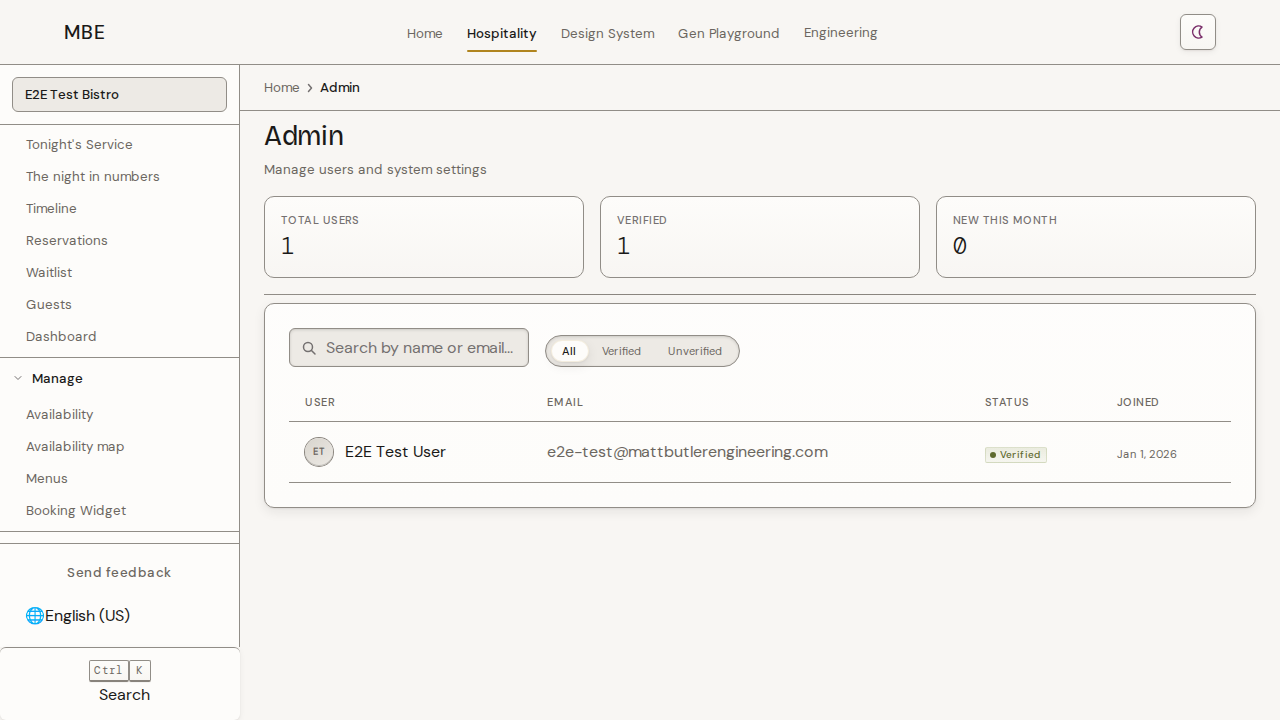 MBE
Home
Hospitality
Design System
Gen Playground
Engineering
E2E Test Bistro
Tonight's Service
The night in numbers
Timeline
Reservations
Waitlist
Guests
Dashboard
Manage
Availability
Availability map
Menus
Booking Widget
Send feedback
English (US)
Ctrl K
Search
Home > Admin
Admin
Manage users and system settings
TOTAL USERS
1
VERIFIED
1
NEW THIS MONTH
0
Search by name or email...
All
Verified
Unverified
USER EMAIL STATUS JOINED
ET E2E Test User e2e-test@mattbutlerengineering.com Verified Jan 1, 2026